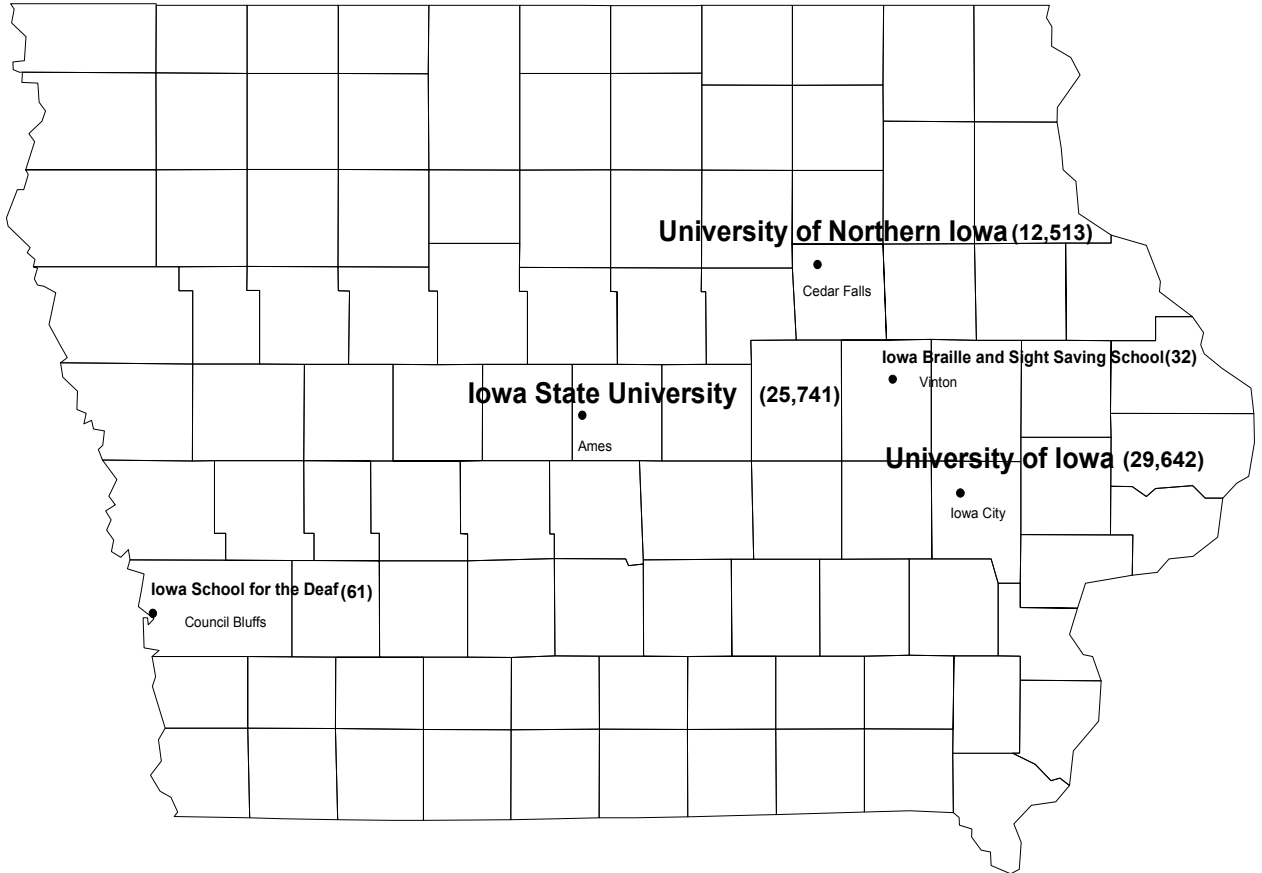 University of Northern Iowa (12,513)
Cedar Falls
Iowa Braille and Sight Saving School (32)
Vinton
Iowa State University (25,741)
Ames
University of Iowa (29,642)
Iowa City
Iowa School for the Deaf (61)
Council Bluffs